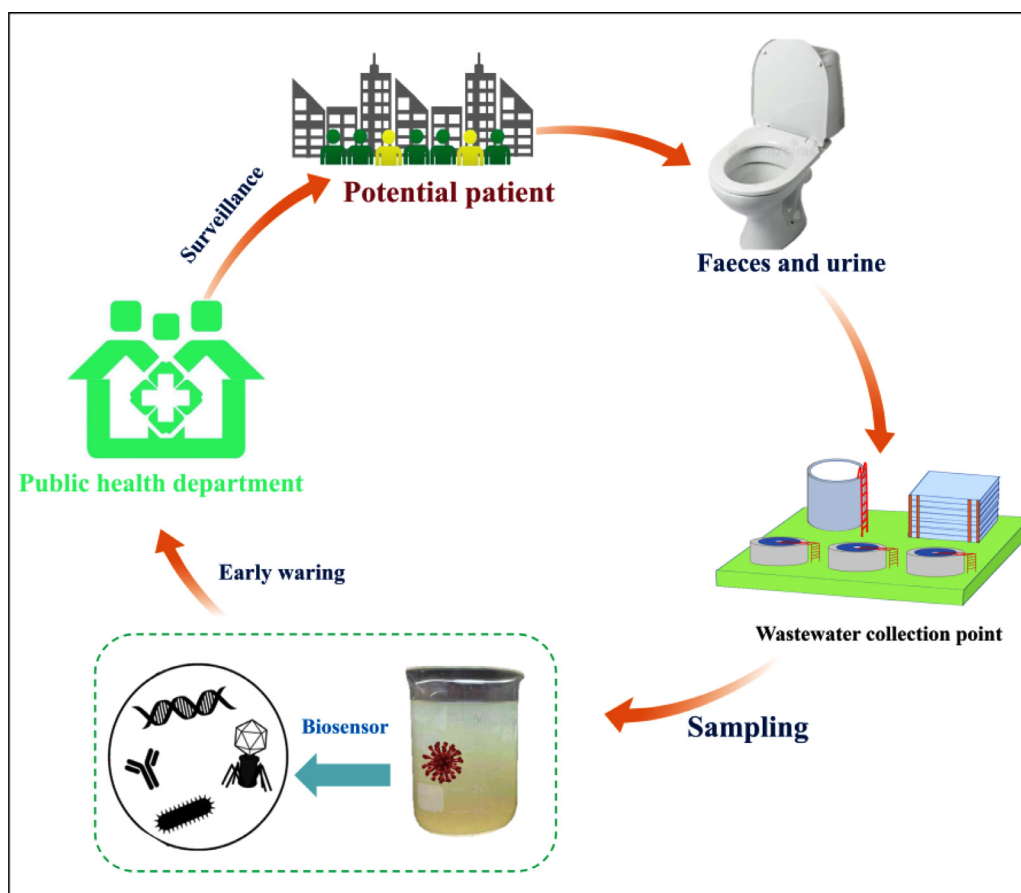 Potential patient
Faeces and urine
Wastewater collection point
Sampling
Biosensor
Early waring
Public health department
Surveillance